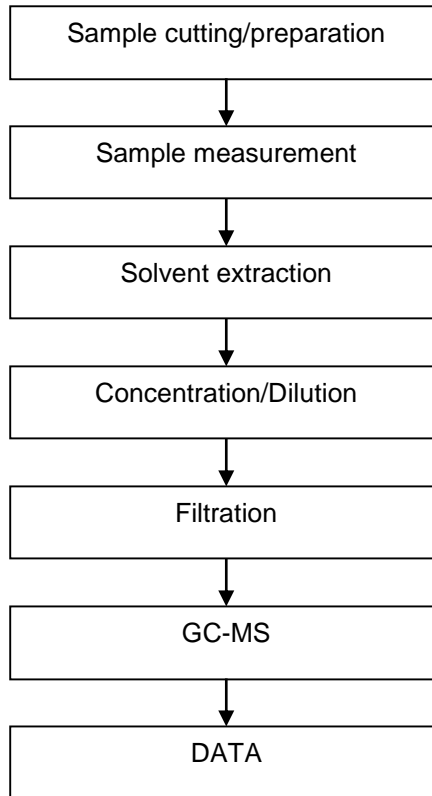 Sample cutting/preparation
Sample measurement
Solvent extraction
Concentration/Dilution
Filtration
GC-MS
DATA